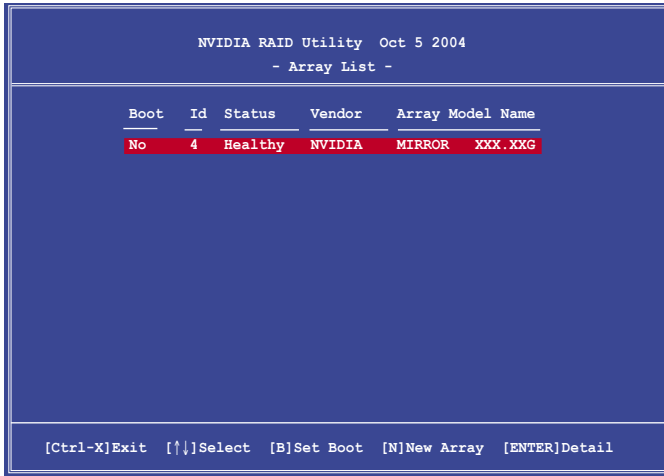 NVIDIA RAID Utility Oct 5 2004
- Array List -
Boot Id Status Vendor Array Model Name
No 4 Healthy NVIDIA MIRROR XXX.XXG
[Ctrl-X]Exit [↑↓]Select [B]Set Boot [N]New Array [ENTER]Detail